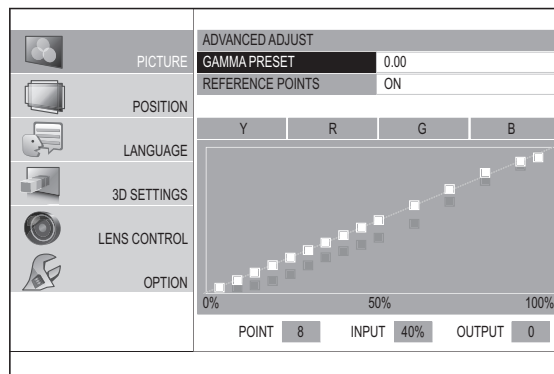 PICTURE
POSITION
LANGUAGE
3D SETTINGS
LENS CONTROL
OPTION
ADVANCED ADJUST
GAMMA PRESET 0.00
REFERENCE POINTS ON
Y R G B
0% 50% 100%
POINT 8 INPUT 40% OUTPUT 0